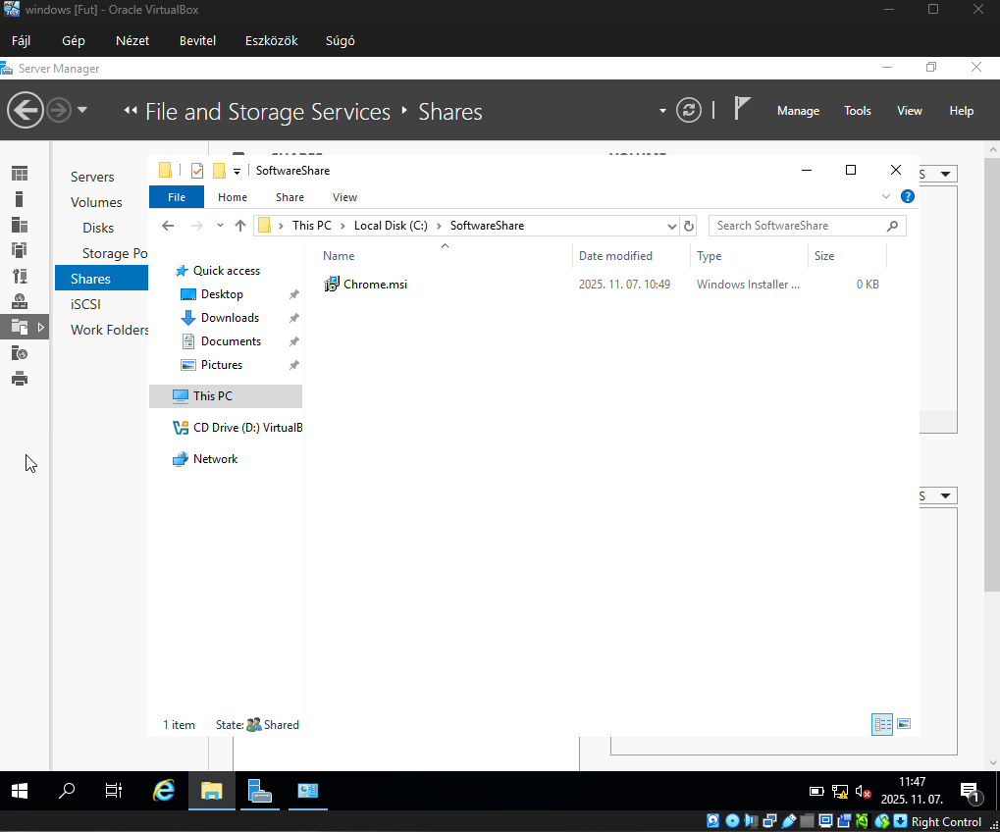 windows [Fut] - Oracle VirtualBox
Fájl Gép Nézet Bevitel Eszközök Súgó
Server Manager
File and Storage Services Shares
Manage Tools View Help
Servers
Volumes
Disks
Storage Po
Shares
iSCSI
Work Folders
SHARES
VOLUME
S
SoftwareShare
File Home Share View
This PC Local Disk (C:) SoftwareShare
Search SoftwareShare
Quick access
Desktop
Downloads
Documents
Pictures
This PC
CD Drive (D:) VirtualB
Network
Name Date modified Type Size
Chrome.msi 2025. 11. 07. 10:49 Windows Installer ... 0 KB
S
1 item State: Shared
11:47
2025. 11. 07.
1
Right Control